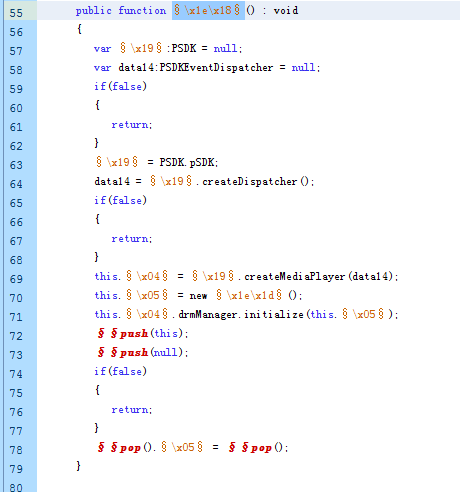 55 public function §\x1e\x18§() : void
56 {
57 var §\x19§:PSDK = null;
58 var data14:PSDKEventDispatcher = null;
59 if(false)
60 {
61 return;
62 }
63 §\x19§ = PSDK.pSDK;
64 data14 = §\x19§.createDispatcher();
65 if(false)
66 {
67 return;
68 }
69 this.§\x04§ = §\x19§.createMediaPlayer(data14);
70 this.§\x05§ = new §\x1e\x1d§();
71 this.§\x04§.drmManager.initialize(this.§\x05§);
72 §§push(this);
73 §§push(null);
74 if(false)
75 {
76 return;
77 }
78 §§pop().§\x05§ = §§pop();
79 }
80